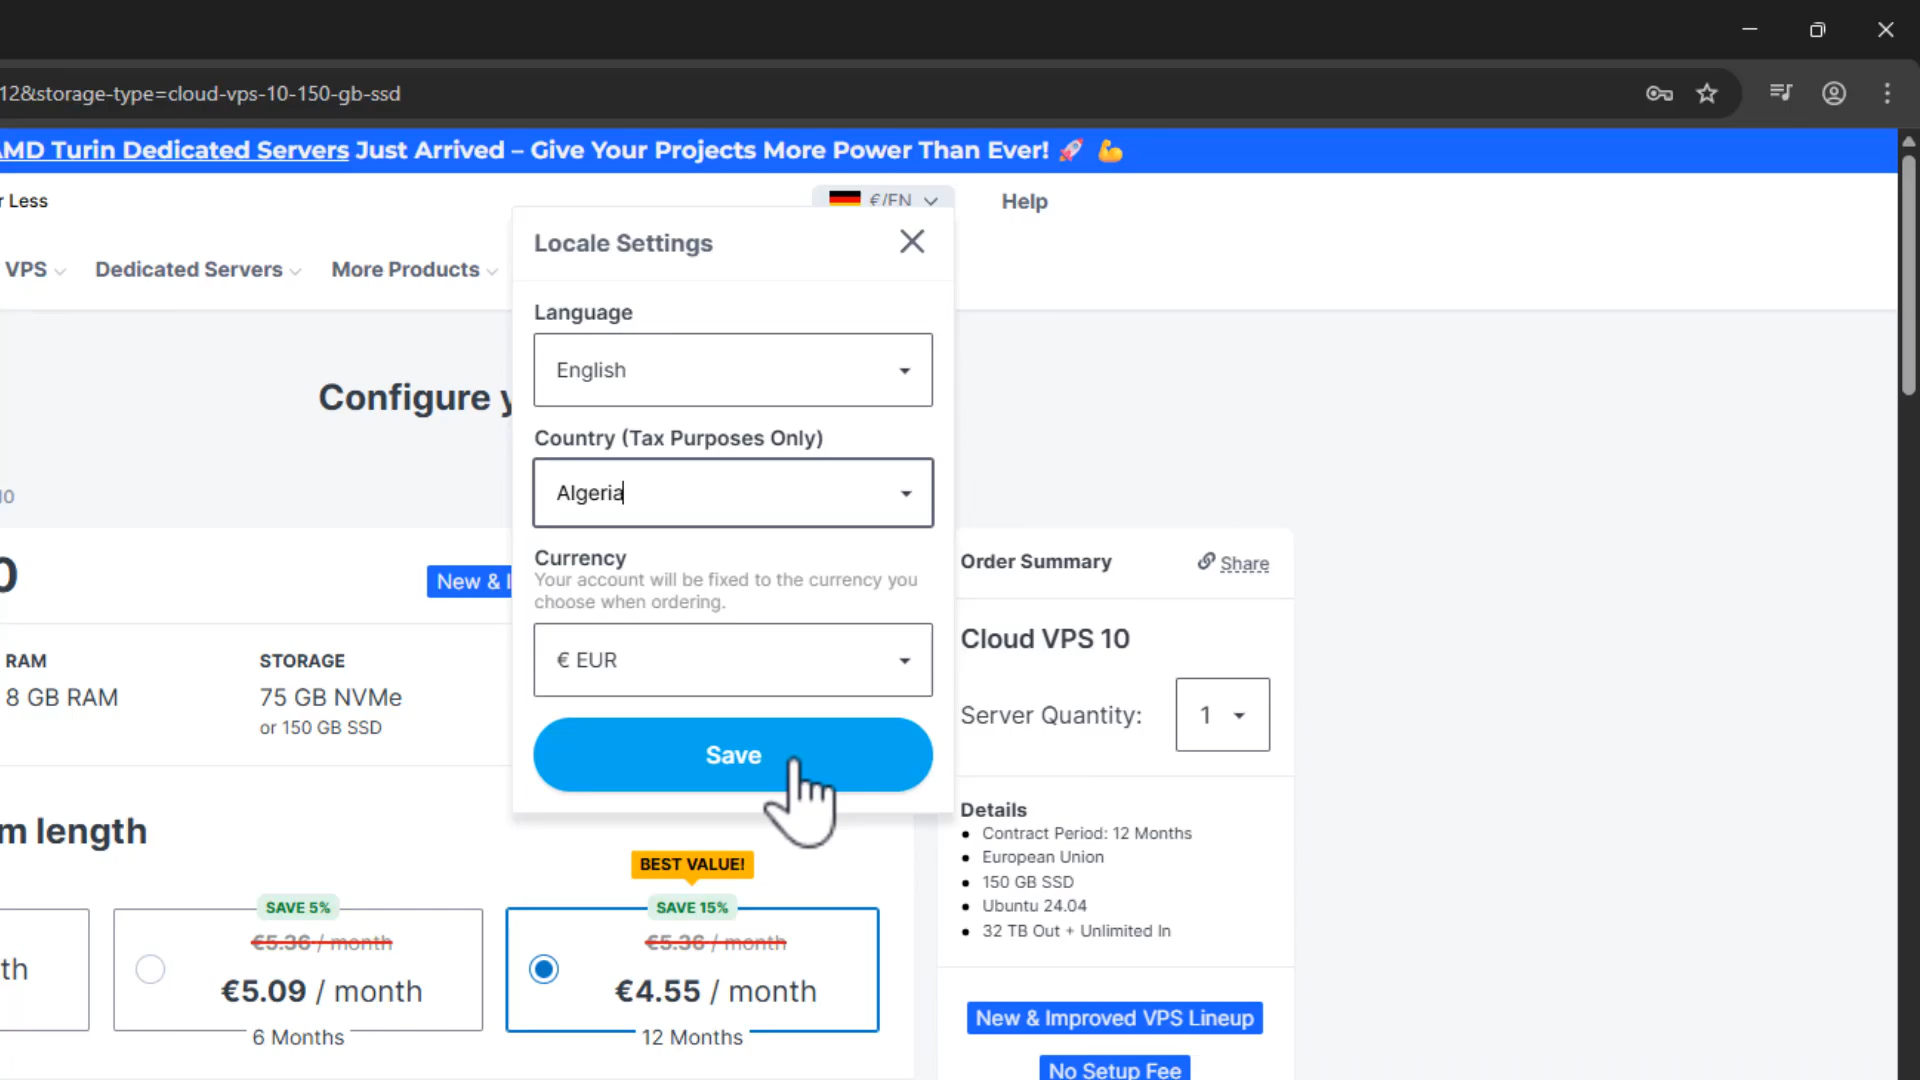 12&storage-type=cloud-vps-10-150-gb-ssd
AMD Turin Dedicated Servers Just Arrived – Give Your Projects More Power Than Ever! 🚀 💪
r Less
€/EN
Help
VPS
Dedicated Servers
More Products
Locale Settings
Language
English
Configure y
Country (Tax Purposes Only)
Algeria
10
Currency
Your account will be fixed to the currency you
choose when ordering.
€ EUR
Save
0
New & I
RAM
8 GB RAM
STORAGE
75 GB NVMe
or 150 GB SSD
Order Summary
Share
Cloud VPS 10
Server Quantity:
1
Details
• Contract Period: 12 Months
• European Union
• 150 GB SSD
• Ubuntu 24.04
• 32 TB Out + Unlimited In
New & Improved VPS Lineup
No Setup Fee
m length
th
SAVE 5%
€5.36 / month
€5.09 / month
6 Months
BEST VALUE!
SAVE 15%
€5.36 / month
€4.55 / month
12 Months